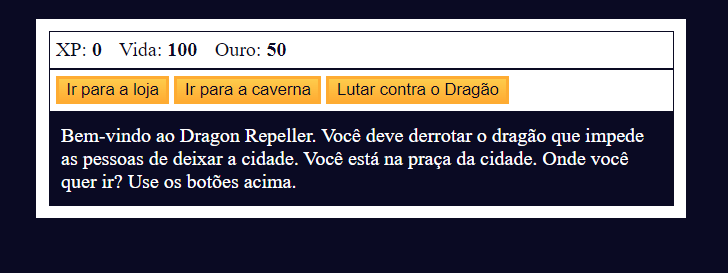 XP: 0 Vida: 100 Ouro: 50
Ir para a loja Ir para a caverna Lutar contra o Dragão
Bem-vindo ao Dragon Repeller. Você deve derrotar o dragão que impede
as pessoas de deixar a cidade. Você está na praça da cidade. Onde você
quer ir? Use os botões acima.